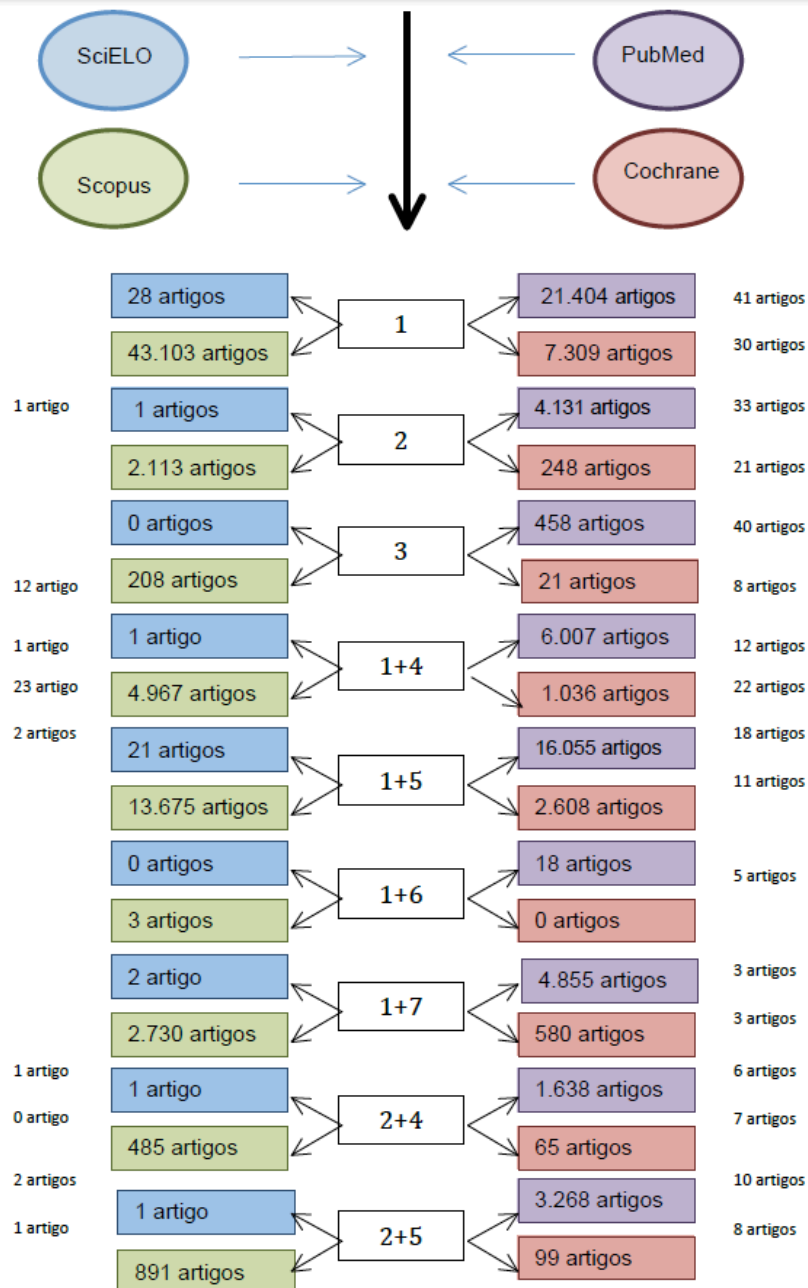 SciELO
PubMed
Scopus
Cochrane
28 artigos
1
21.404 artigos
41 artigos
43.103 artigos
7.309 artigos
30 artigos
1 artigo
1 artigos
2
4.131 artigos
33 artigos
2.113 artigos
248 artigos
21 artigos
0 artigos
3
458 artigos
40 artigos
12 artigo
208 artigos
21 artigos
8 artigos
1 artigo
1 artigo
1+4
6.007 artigos
12 artigos
23 artigo
4.967 artigos
1.036 artigos
22 artigos
2 artigos
21 artigos
1+5
16.055 artigos
18 artigos
13.675 artigos
2.608 artigos
11 artigos
0 artigos
1+6
18 artigos
5 artigos
3 artigos
0 artigos
2 artigo
1+7
4.855 artigos
3 artigos
2.730 artigos
580 artigos
3 artigos
1 artigo
1 artigo
2+4
1.638 artigos
6 artigos
0 artigo
485 artigos
65 artigos
7 artigos
2 artigos
1 artigo
2+5
3.268 artigos
10 artigos
1 artigo
891 artigos
99 artigos
8 artigos